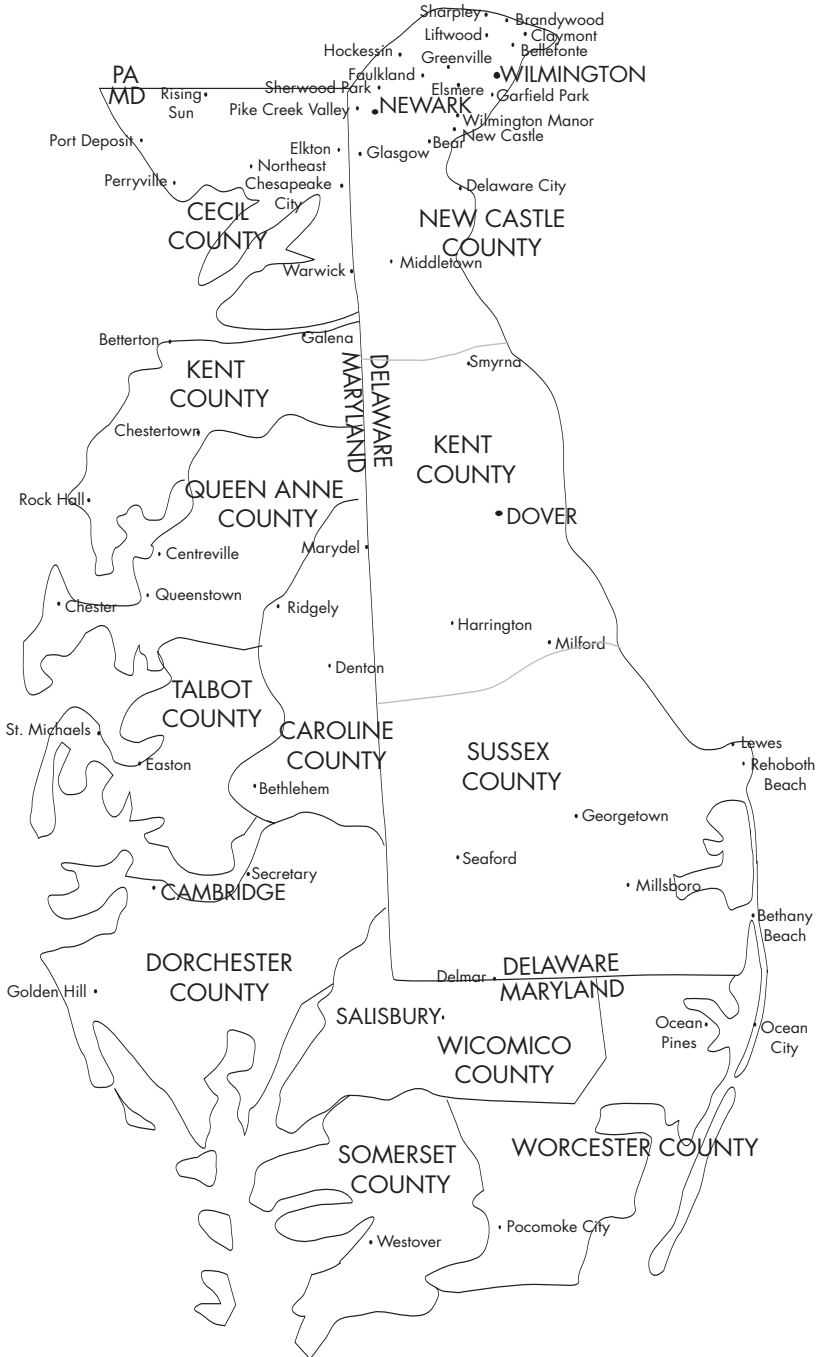 Sharpley
Brandywood
Liftwood
Claymont
Bellefonte
Hockessin
Greenville
PA
MD
Faulkland
WILMINGTON
Rising
Sun
Sherwood Park
Elsmere
Garfield Park
Pike Creek Valley
NEWARK
Wilmington Manor
New Castle
Port Deposit
Bear
Elkton
Glasgow
Northeast
Perryville
Chesapeake
City
Delaware City
CECIL
COUNTY
NEW CASTLE
COUNTY
Warwick
Middletown
Betterton
Galena
MARYLAND
DELAWARE
Smyrna
KENT
COUNTY
Chestertown
KENT
COUNTY
Rock Hall
QUEEN ANNE
COUNTY
DOVER
Centreville
Marydel
Queenstown
Chester
Ridgely
Harrington
Milford
Denton
TALBOT
COUNTY
St. Michaels
CAROLINE
COUNTY
Lewes
SUSSEX
COUNTY
Easton
Rehoboth
Beach
Bethlehem
Georgetown
Seaford
Secretary
CAMBRIDGE
Millsboro
Bethany
Beach
DORCHESTER
COUNTY
Delmar
DELAWARE
MARYLAND
Golden Hill
SALISBURY
Ocean
Pines
Ocean
City
WICOMICO
COUNTY
SOMERSET
COUNTY
WORCESTER COUNTY
Pocomoke City
Westover